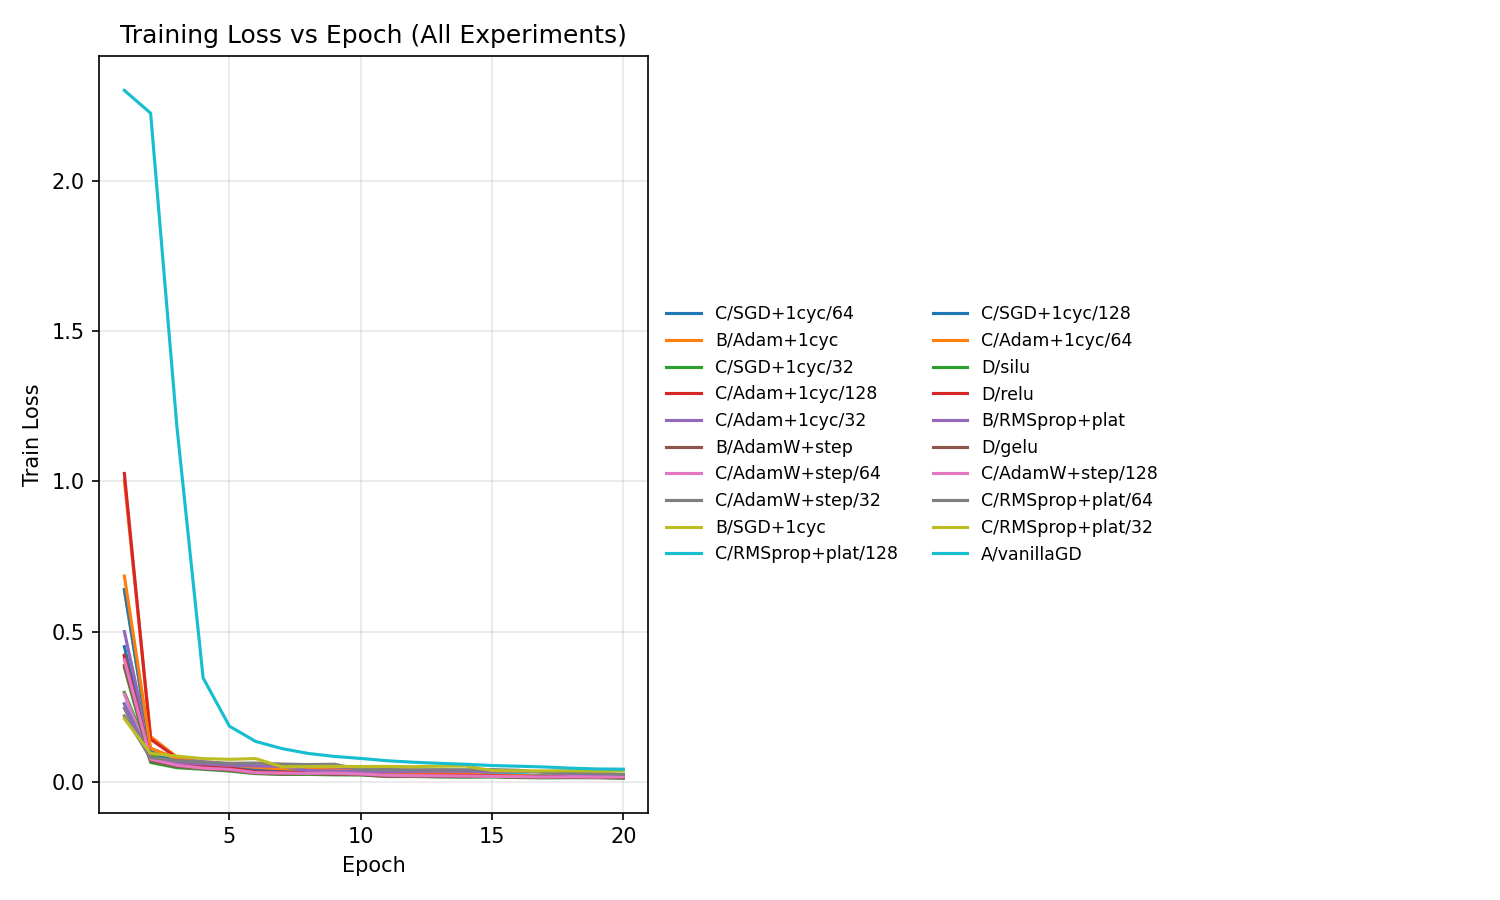 Training Loss vs Epoch (All Experiments)
Train Loss
2.0
1.5
1.0
0.5
0.0
5
10
15
20
Epoch
C/SGD+1cyc/64
B/Adam+1cyc
C/SGD+1cyc/32
C/Adam+1cyc/128
C/Adam+1cyc/32
B/AdamW+step
C/AdamW+step/64
C/AdamW+step/32
B/SGD+1cyc
C/RMSprop+plat/128
C/SGD+1cyc/128
C/Adam+1cyc/64
D/silu
D/relu
B/RMSprop+plat
D/gelu
C/AdamW+step/128
C/RMSprop+plat/64
C/RMSprop+plat/32
A/vanillaGD